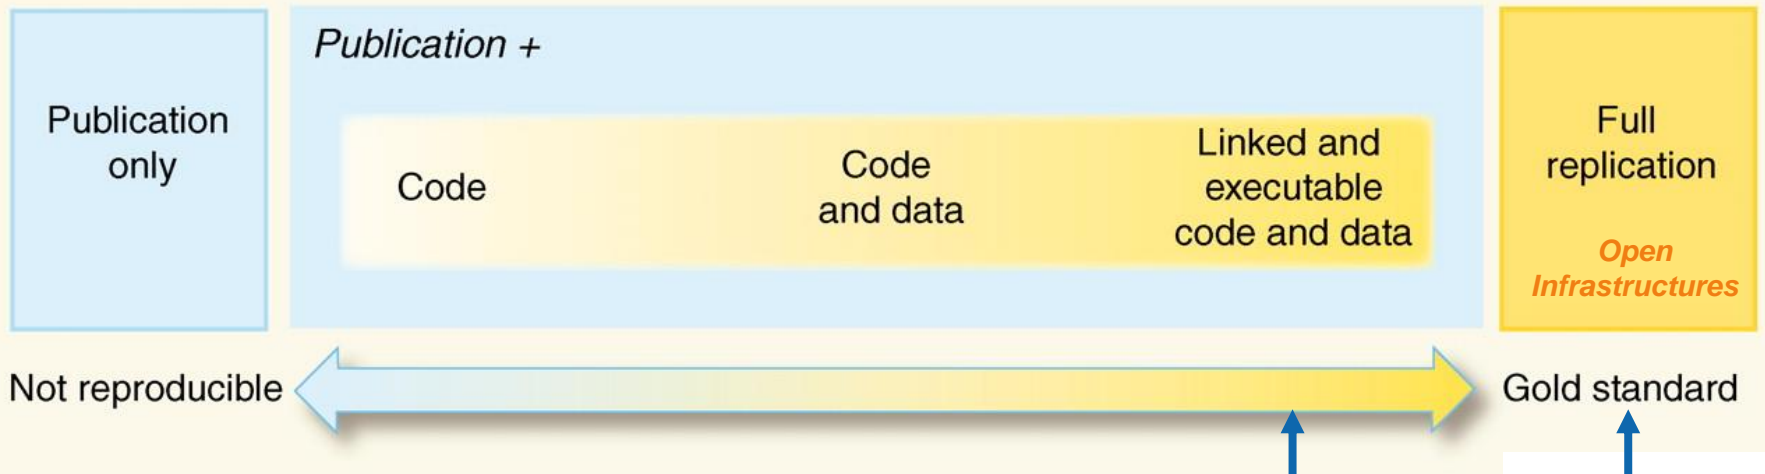 Publication +
Publication
only
Code
Code
and data
Linked and
executable
code and data
Full
replication
Open
Infrastructures
Not reproducible
Gold standard